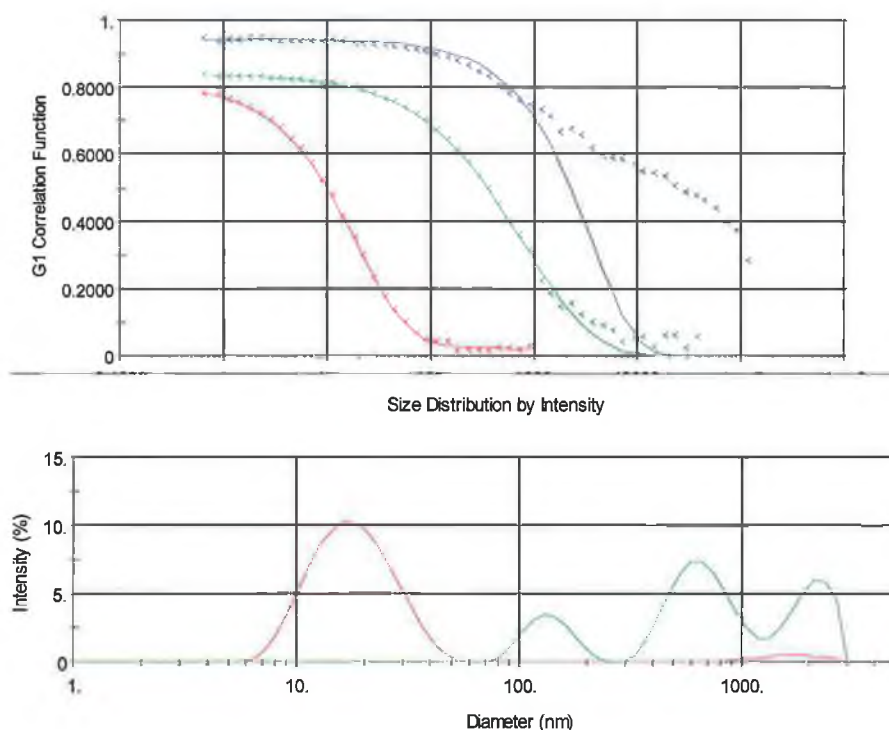 1.
0.8000
0.6000
0.4000
0.2000
0
G1 Correlation Function
Size Distribution by Intensity
15.
10.
5.
0
Intensity (%)
1. 10. 100. 1000.
Diameter (nm)